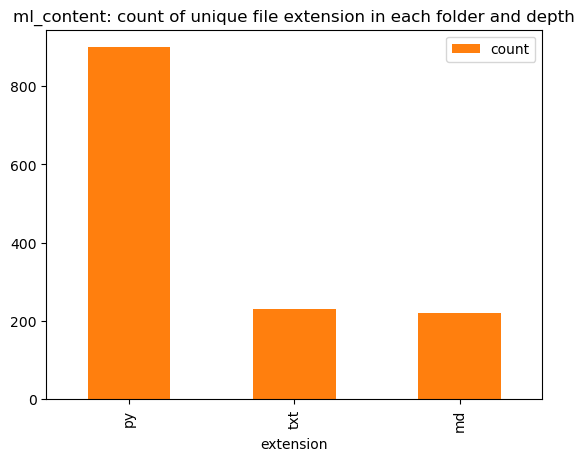 ml_content: count of unique file extension in each folder and depth
count
800
600
400
200
0
py
txt
md
extension